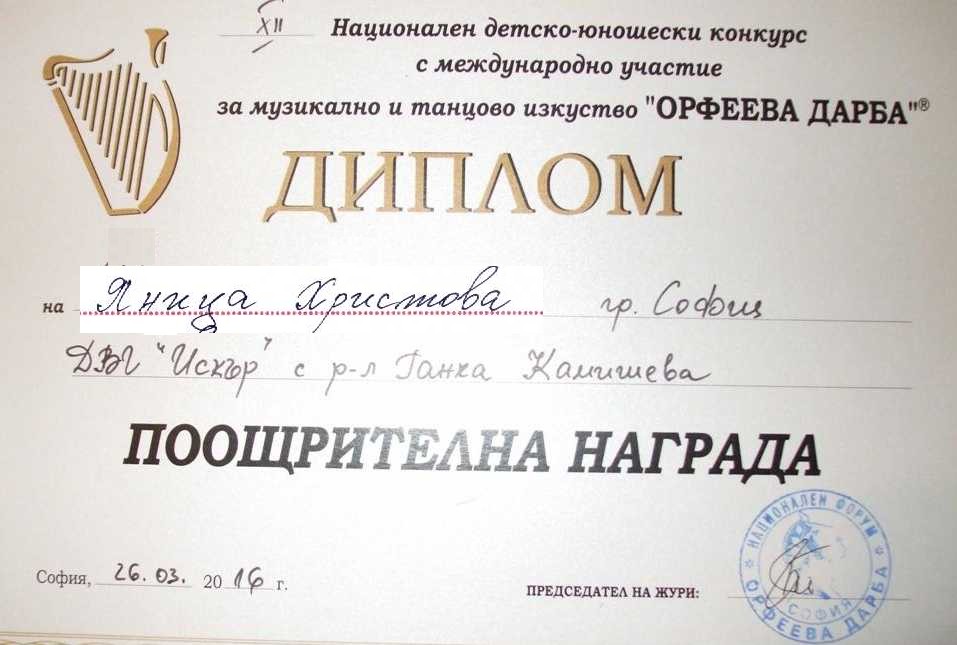 XII Национален детско-юношески конкурс
с международно участие
за музикално и танцово изкуство "ОРФЕЕВА ДАРБА"®
ДИПЛОМ
на Яница Христова гр. София
ДВГ "Искър" с р-л Ганка Камишева
ПООЩРИТЕЛНА НАГРАДА
София, 26.03. 2016 г.
ПРЕДСЕДАТЕЛ НА ЖУРИ:
НАЦИОНАЛЕН ФОРУМ
СОФИЯ
ОРФЕЕВА ДАРБА